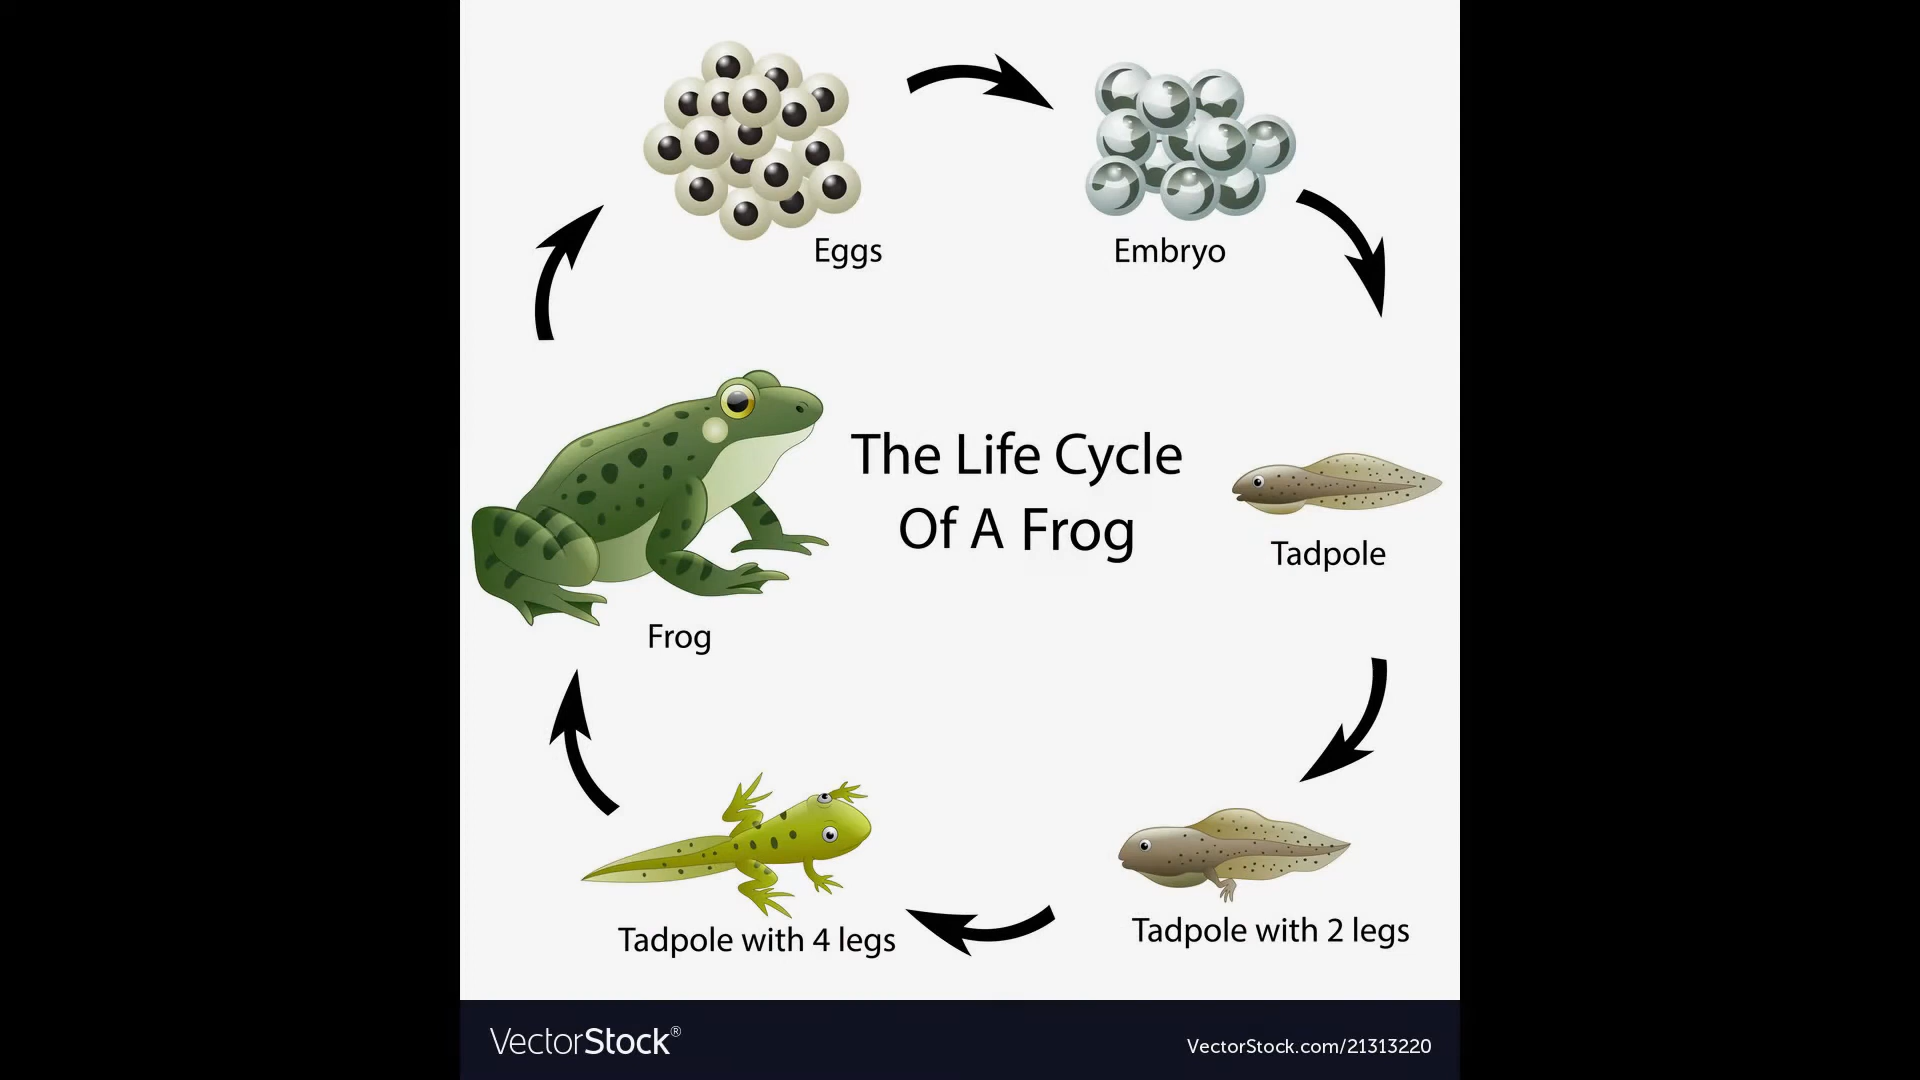 Eggs
Embryo
The Life Cycle
Of A Frog
Tadpole
Frog
Tadpole with 4 legs
Tadpole with 2 legs
VectorStock®
VectorStock.com/21313220